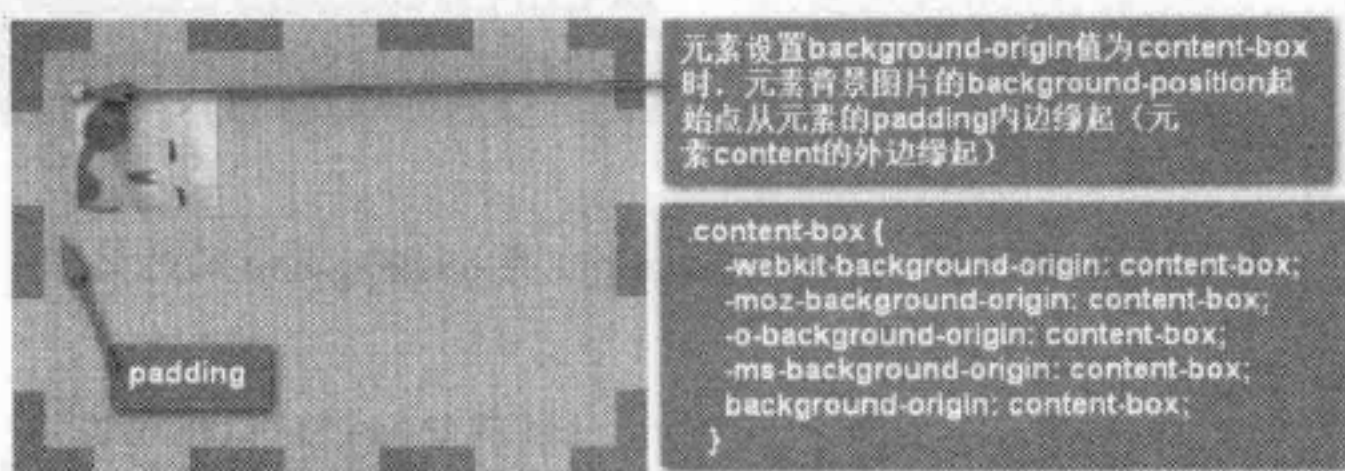 元素设置background-origin值为content-box
时，元素背景图片的background-position起
始点从元素的padding内边缘起（元
素content的外边缘起）
.content-box {
-webkit-background-origin: content-box;
-moz-background-origin: content-box;
-o-background-origin: content-box;
-ms-background-origin: content-box;
background-origin: content-box;
}
padding